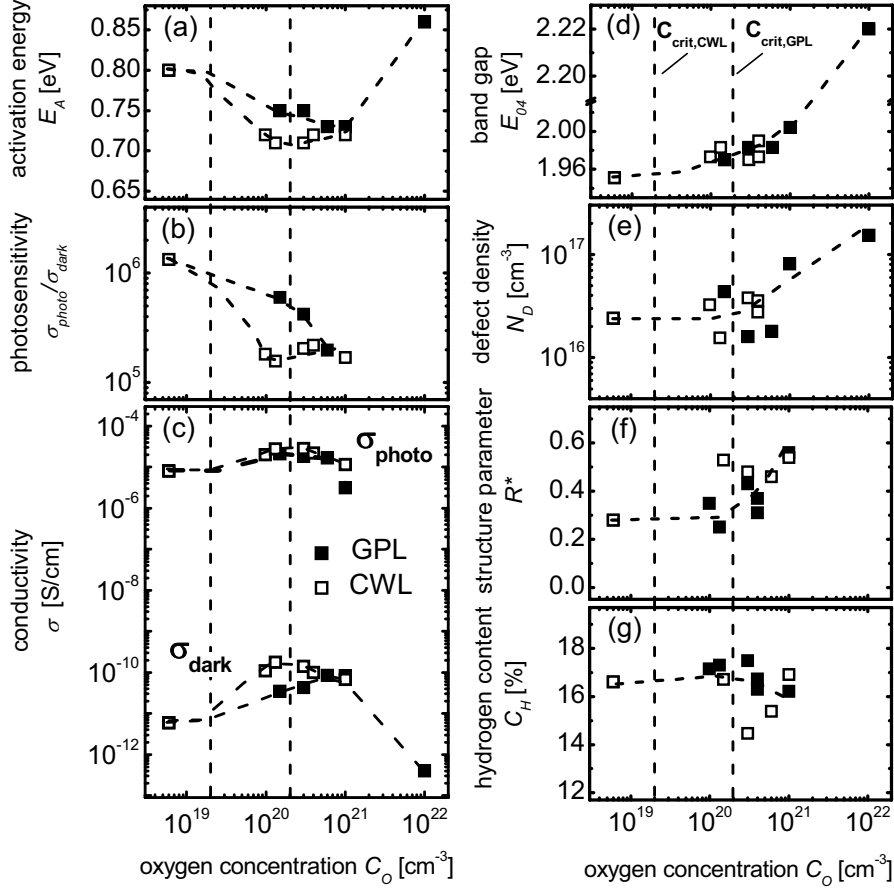 (a)
activation energy
E_A [eV]
0.85
0.80
0.75
0.70
0.65
(b)
photosensitivity
σ_photo/σ_dark
10^6
10^5
(c)
conductivity
σ [S/cm]
10^-4
10^-6
10^-8
10^-10
10^-12
σ_photo
GPL
CWL
σ_dark
10^19 10^20 10^21 10^22
oxygen concentration C_O [cm^-3]
(d)
C_crit,CWL
C_crit,GPL
band gap
E_04 [eV]
2.22
2.20
2.00
1.96
(e)
defect density
N_D [cm^-3]
10^17
10^16
(f)
structure parameter
R*
0.6
0.4
0.2
0.0
(g)
hydrogen content
C_H [%]
18
16
14
12
10^19 10^20 10^21 10^22
oxygen concentration C_O [cm^-3]